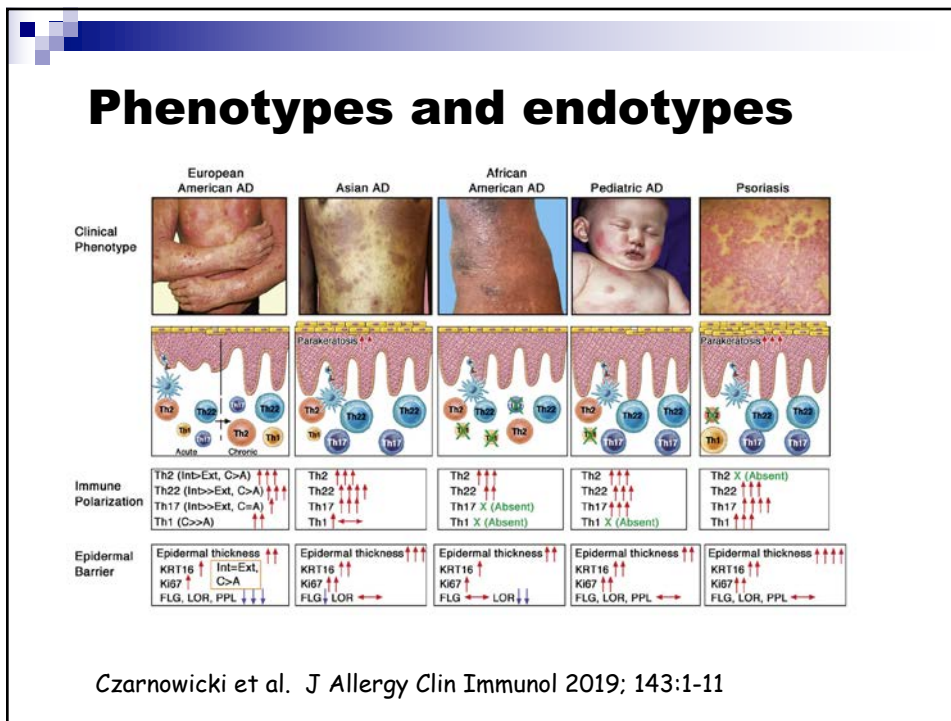 Phenotypes and endotypes
European American AD
Asian AD
African American AD
Pediatric AD
Psoriasis
Clinical Phenotype
Parakeratosis
Parakeratosis
Th2 Th22 Th17 Th22
Th1 Th17 Th2 Th1
Acute Chronic
Th2 Th22
Th1 Th17 Th17
Th2
Th22 Th2
Th2 Th22
Th17 Th17
Th22
Th1 Th17 Th17
Immune Polarization
Th2 (Int>Ext, C>A) ↑↑↑
Th22 (Int>>Ext, C>A) ↑↑↑
Th17 (Int>>Ext, C=A) ↑
Th1 (C>>A) ↑↑
Th2 ↑↑↑
Th22 ↑↑↑↑
Th17 ↑↑↑
Th1 ↑ ↔
Th2 ↑↑↑
Th22 ↑↑
Th17 X (Absent)
Th1 X (Absent)
Th2 ↑↑↑
Th22 ↑↑↑
Th17 ↑↑↑
Th1 X (Absent)
Th2 X (Absent)
Th22 ↑↑↑
Th17 ↑↑↑↑
Th1 ↑↑↑
Epidermal Barrier
Epidermal thickness ↑↑
KRT16 ↑
Ki67 ↑
Int=Ext, C>A
FLG, LOR, PPL ↓↓↓
Epidermal thickness ↑↑↑
KRT16 ↑↑
Ki67 ↑↑
FLG ↓ LOR ↔
Epidermal thickness ↑↑
KRT16 ↑
Ki67 ↑
FLG ↔ LOR ↓↓
Epidermal thickness ↑↑
KRT16 ↑↑
Ki67 ↑↑
FLG, LOR, PPL ↔
Epidermal thickness ↑↑↑↑
KRT16 ↑↑
Ki67 ↑↑
FLG, LOR, PPL ↔
Czarnowicki et al. J Allergy Clin Immunol 2019; 143:1-11